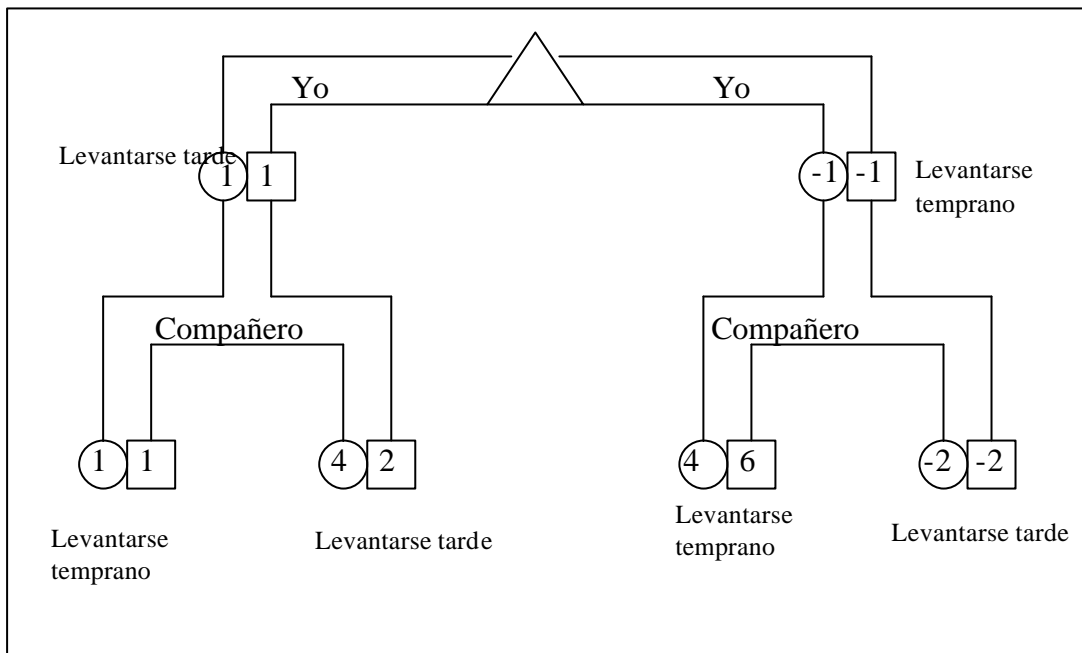 Yo Yo
Levantarse tarde
1 1
-1 -1
Levantarse
temprano
Compañero Compañero
1 1
4 2
4 6
-2 -2
Levantarse
temprano
Levantarse tarde
Levantarse
temprano
Levantarse tarde